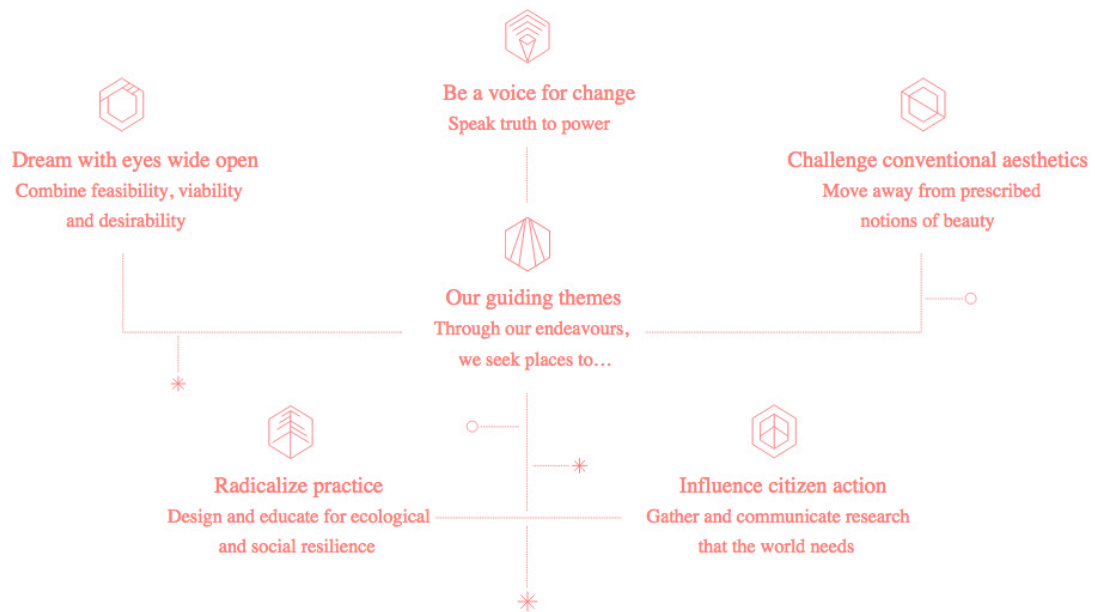 Be a voice for change
Speak truth to power
Dream with eyes wide open
Combine feasibility, viability
and desirability
Challenge conventional aesthetics
Move away from prescribed
notions of beauty
Our guiding themes
Through our endeavours,
we seek places to…
Radicalize practice
Design and educate for ecological
and social resilience
Influence citizen action
Gather and communicate research
that the world needs